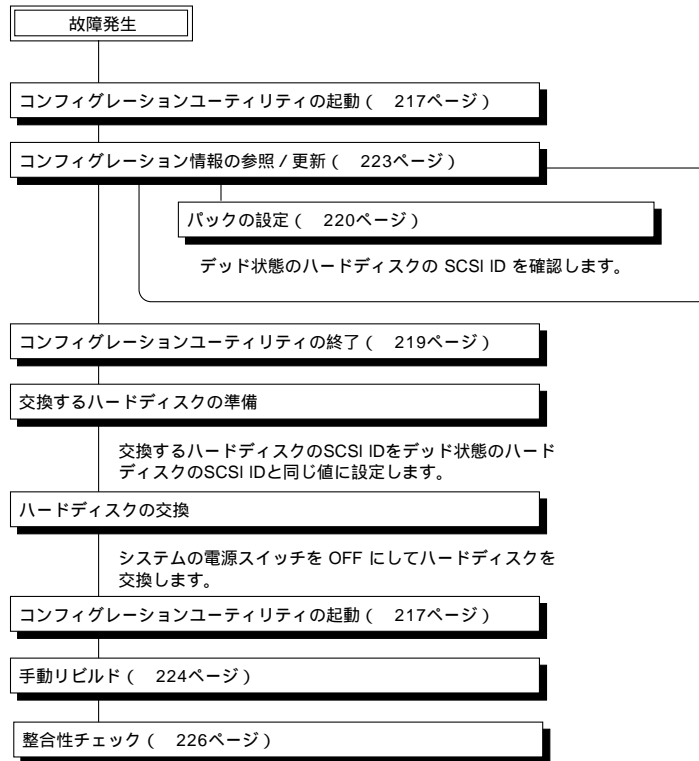 故障発生
コンフィグレーションユーティリティの起動（　217ページ）
コンフィグレーション情報の参照／更新（　223ページ）
パックの設定（　220ページ）
デッド状態のハードディスクの SCSI ID を確認します。
コンフィグレーションユーティリティの終了（　219ページ）
交換するハードディスクの準備
交換するハードディスクのSCSI IDをデッド状態のハード
ディスクのSCSI IDと同じ値に設定します。
ハードディスクの交換
システムの電源スイッチを OFF にしてハードディスクを
交換します。
コンフィグレーションユーティリティの起動（　217ページ）
手動リビルド（　224ページ）
整合性チェック（　226ページ）